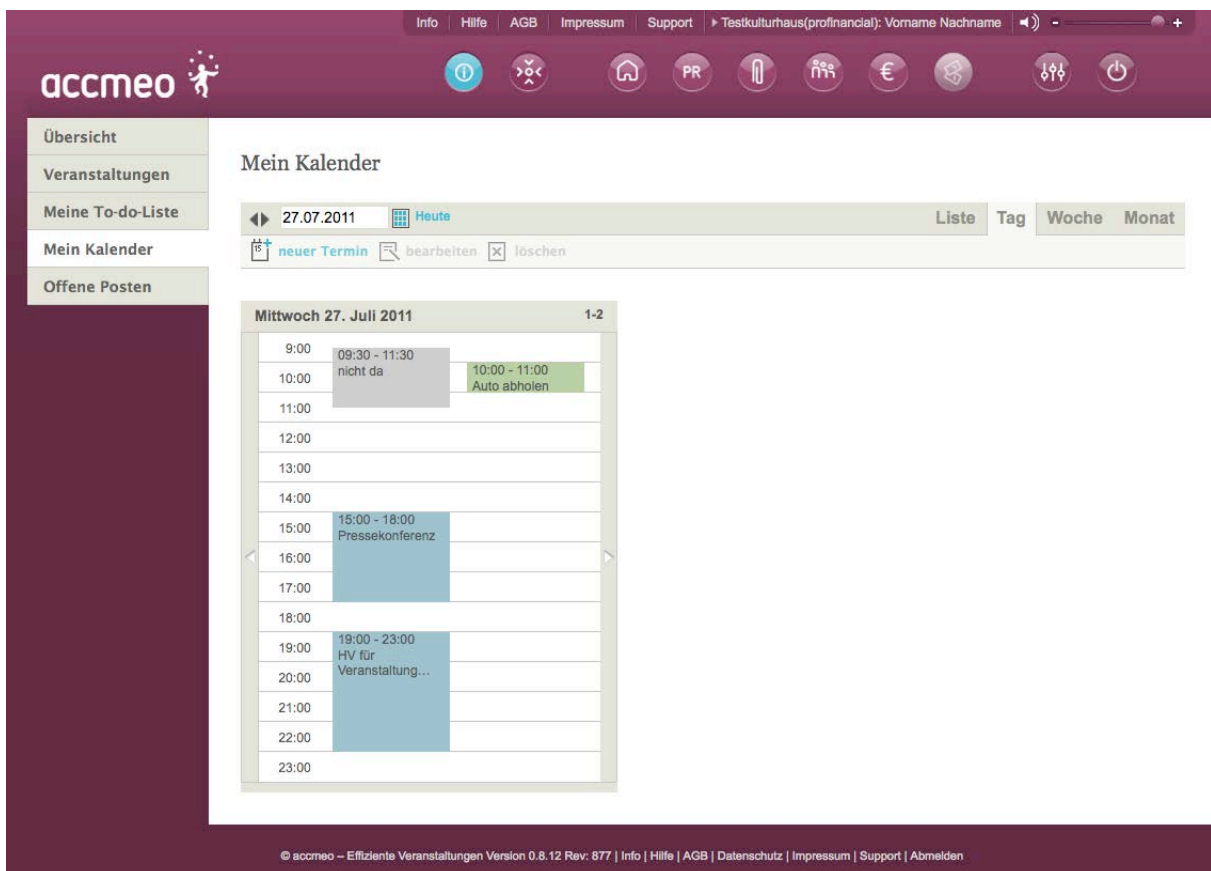 Info Hilfe AGB Impressum Support Testkulturhaus(profinancial): Vorname Nachname - +
accmeo PR €
Übersicht
Veranstaltungen
Meine To-do-Liste
Mein Kalender
Offene Posten
Mein Kalender
27.07.2011 Heute Liste Tag Woche Monat
15 neuer Termin bearbeiten löschen
Mittwoch 27. Juli 2011 1-2
9:00
09:30 - 11:30
nicht da
10:00 - 11:00
Auto abholen
10:00
11:00
12:00
13:00
14:00
15:00 - 18:00
Pressekonferenz
15:00
16:00
17:00
18:00
19:00 - 23:00
HV für
Veranstaltung...
19:00
20:00
21:00
22:00
23:00
© accmeo – Effiziente Veranstaltungen Version 0.8.12 Rev: 877 | Info | Hilfe | AGB | Datenschutz | Impressum | Support | Abmelden